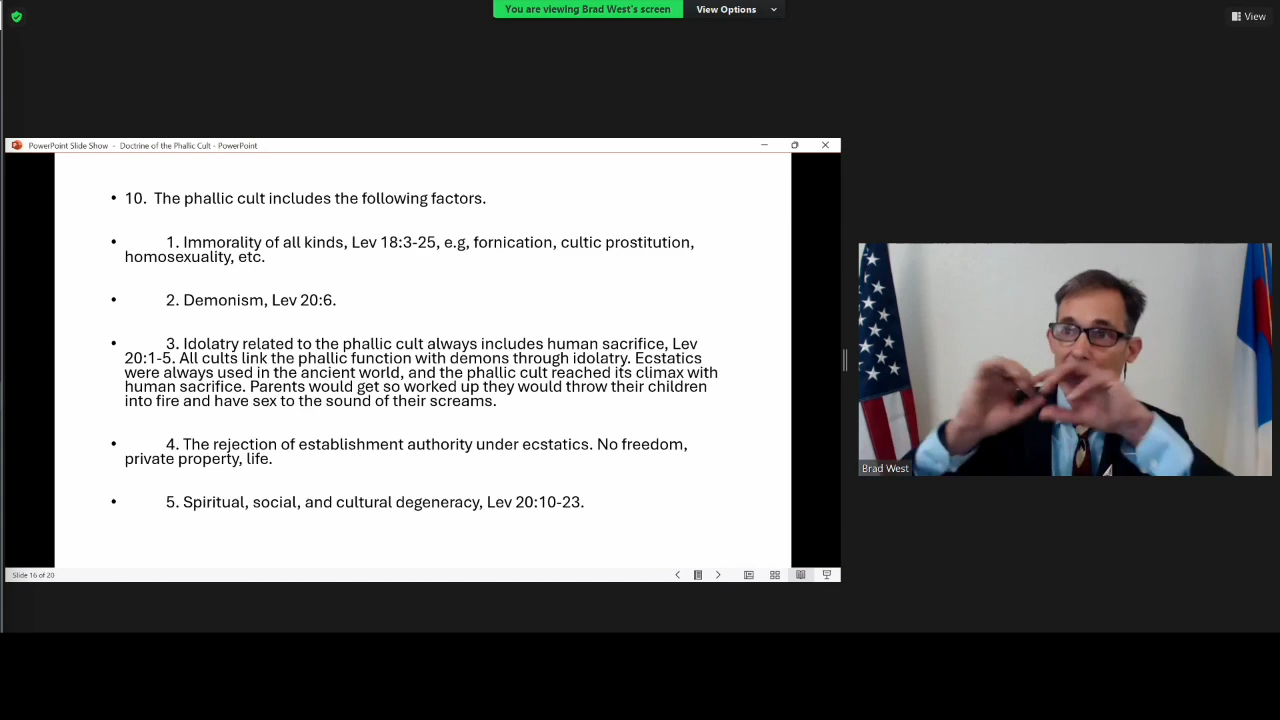 You are viewing Brad West's screen
View Options
View
PowerPoint Slide Show - Doctrine of the Phallic Cult - PowerPoint
• 10. The phallic cult includes the following factors.
• 1. Immorality of all kinds, Lev 18:3-25, e.g, fornication, cultic prostitution,
homosexuality, etc.
• 2. Demonism, Lev 20:6.
• 3. Idolatry related to the phallic cult always includes human sacrifice, Lev
20:1-5. All cults link the phallic function with demons through idolatry. Ecstatics
were always used in the ancient world, and the phallic cult reached its climax with
human sacrifice. Parents would get so worked up they would throw their children
into fire and have sex to the sound of their screams.
• 4. The rejection of establishment authority under ecstatics. No freedom,
private property, life.
• 5. Spiritual, social, and cultural degeneracy, Lev 20:10-23.
Slide 16 of 20
Brad West